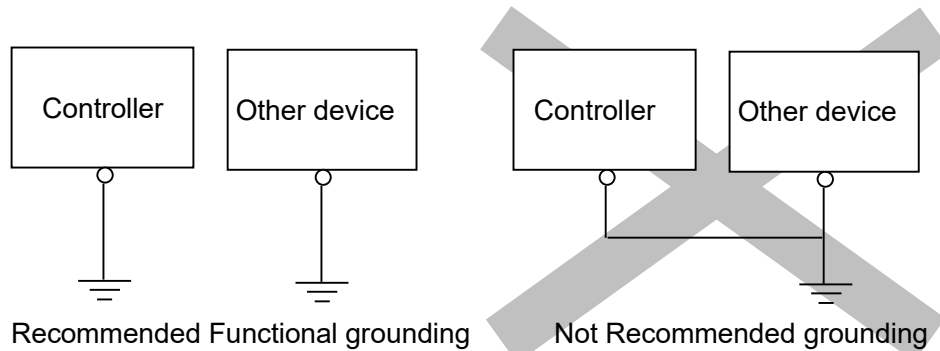 Controller
Other device
Controller
Other device
Recommended Functional grounding
Not Recommended grounding